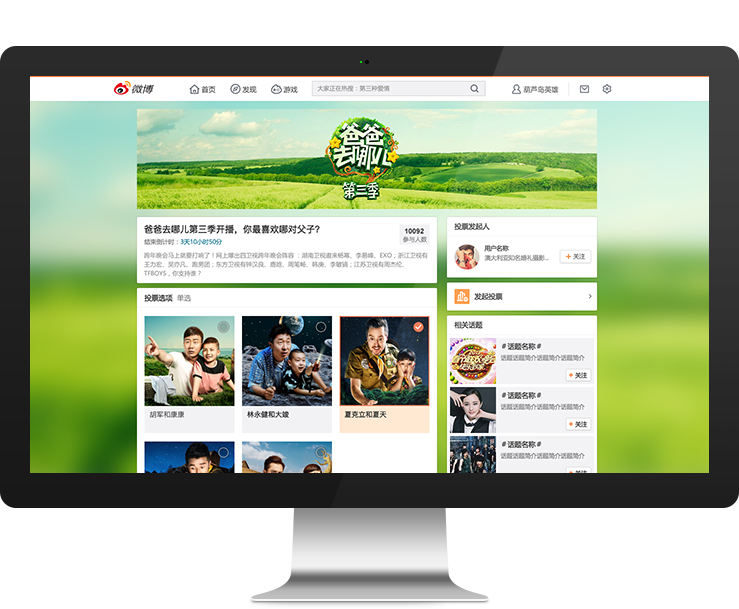 微博
首页
发现
游戏
大家正在热搜：第三种爱情
葫芦岛英雄
爸爸
去哪儿
第三季
爸爸去哪儿第三季开播，你最喜欢哪对父子？
10092
参与人数
结束倒计时：3天10小时50分
跨年晚会马上就要打响了！网上曝出四卫视跨年晚会阵容 ：湖南卫视邀来杨幂、李易峰、EXO；浙江卫视有
王力宏、吴亦凡、跑男团；东方卫视有钟汉良、鹿晗、周笔畅、韩庚、李敏镐；江苏卫视有周杰伦、
TFBOYS，你支持谁？
投票选项 单选
胡军和康康
林永健和大竣
夏克立和夏天
投票发起人
用户名称
澳大利亚知名婚礼摄影...
+ 关注
发起投票
相关话题
# 话题名称 #
话题话题简介话题简介话题简介
+ 关注
# 话题名称 #
话题话题简介话题简介话题简介
+ 关注
# 话题名称 #
话题话题简介话题简介话题简介
+ 关注